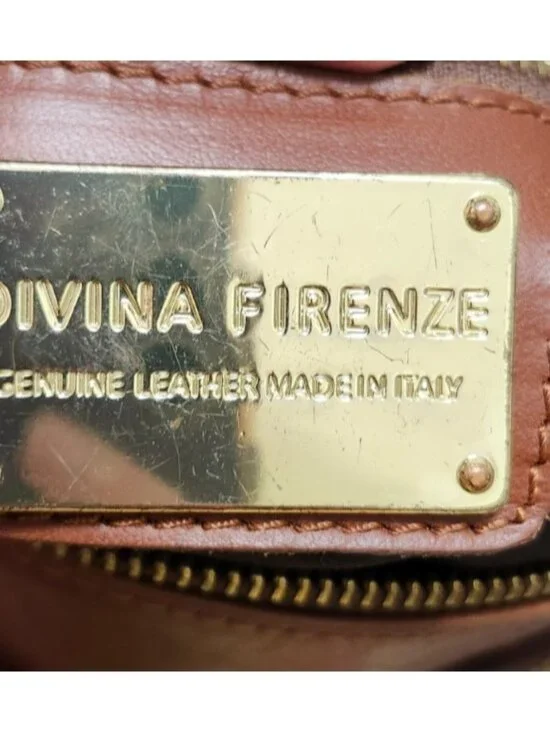 DIVINA FIRENZE
GENUINE LEATHER MADE IN ITALY